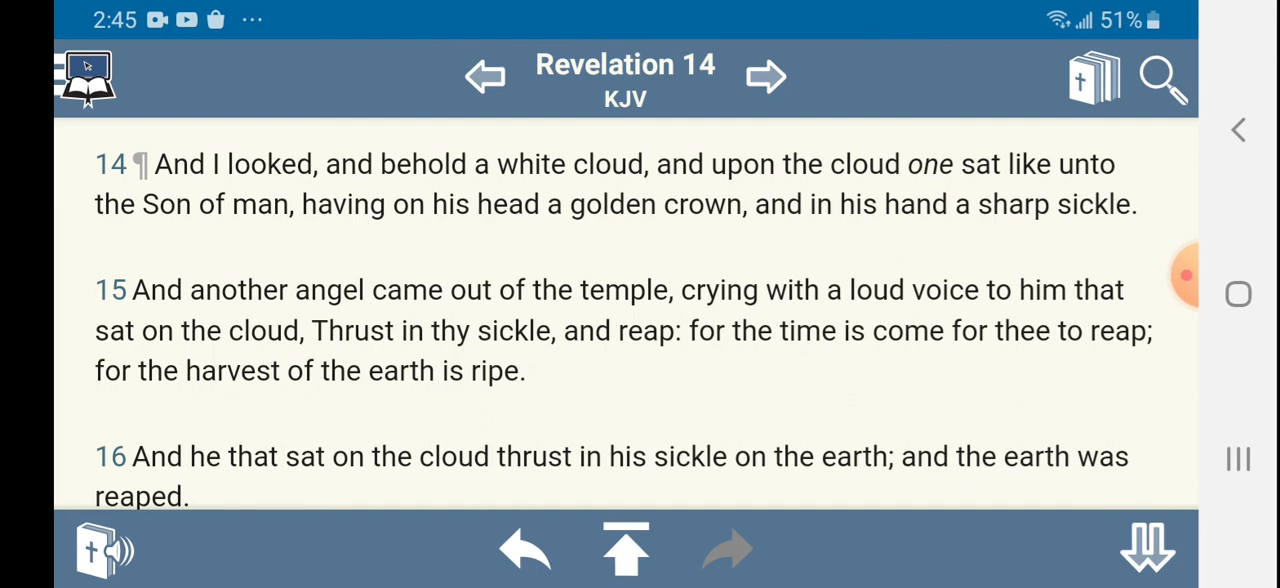 2:45 ... 51%
Revelation 14
KJV
14 ¶ And I looked, and behold a white cloud, and upon the cloud one sat like unto
the Son of man, having on his head a golden crown, and in his hand a sharp sickle.
15 And another angel came out of the temple, crying with a loud voice to him that
sat on the cloud, Thrust in thy sickle, and reap: for the time is come for thee to reap;
for the harvest of the earth is ripe.
16 And he that sat on the cloud thrust in his sickle on the earth; and the earth was
reaped.